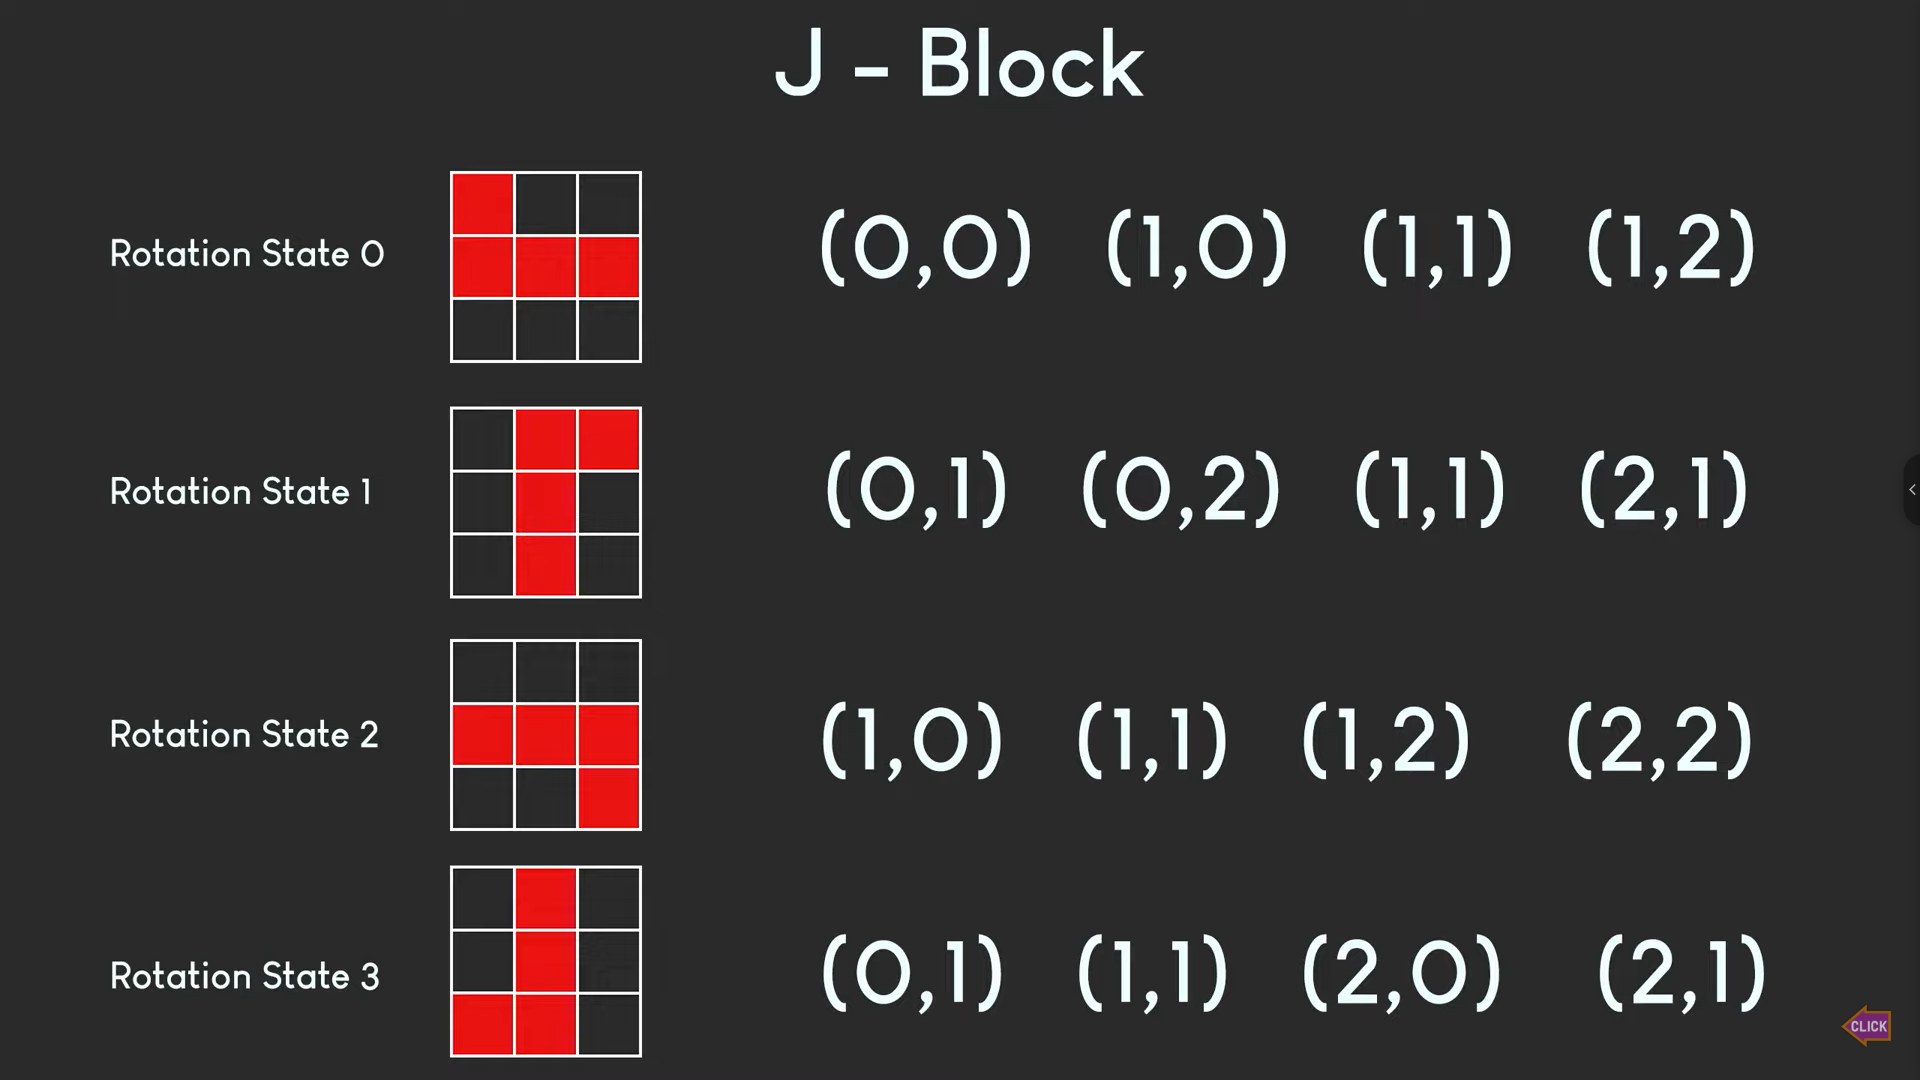 J - Block
Rotation State 0
(0,0) (1,0) (1,1) (1,2)
Rotation State 1
(0,1) (0,2) (1,1) (2,1)
Rotation State 2
(1,0) (1,1) (1,2) (2,2)
Rotation State 3
(0,1) (1,1) (2,0) (2,1)
CLICK